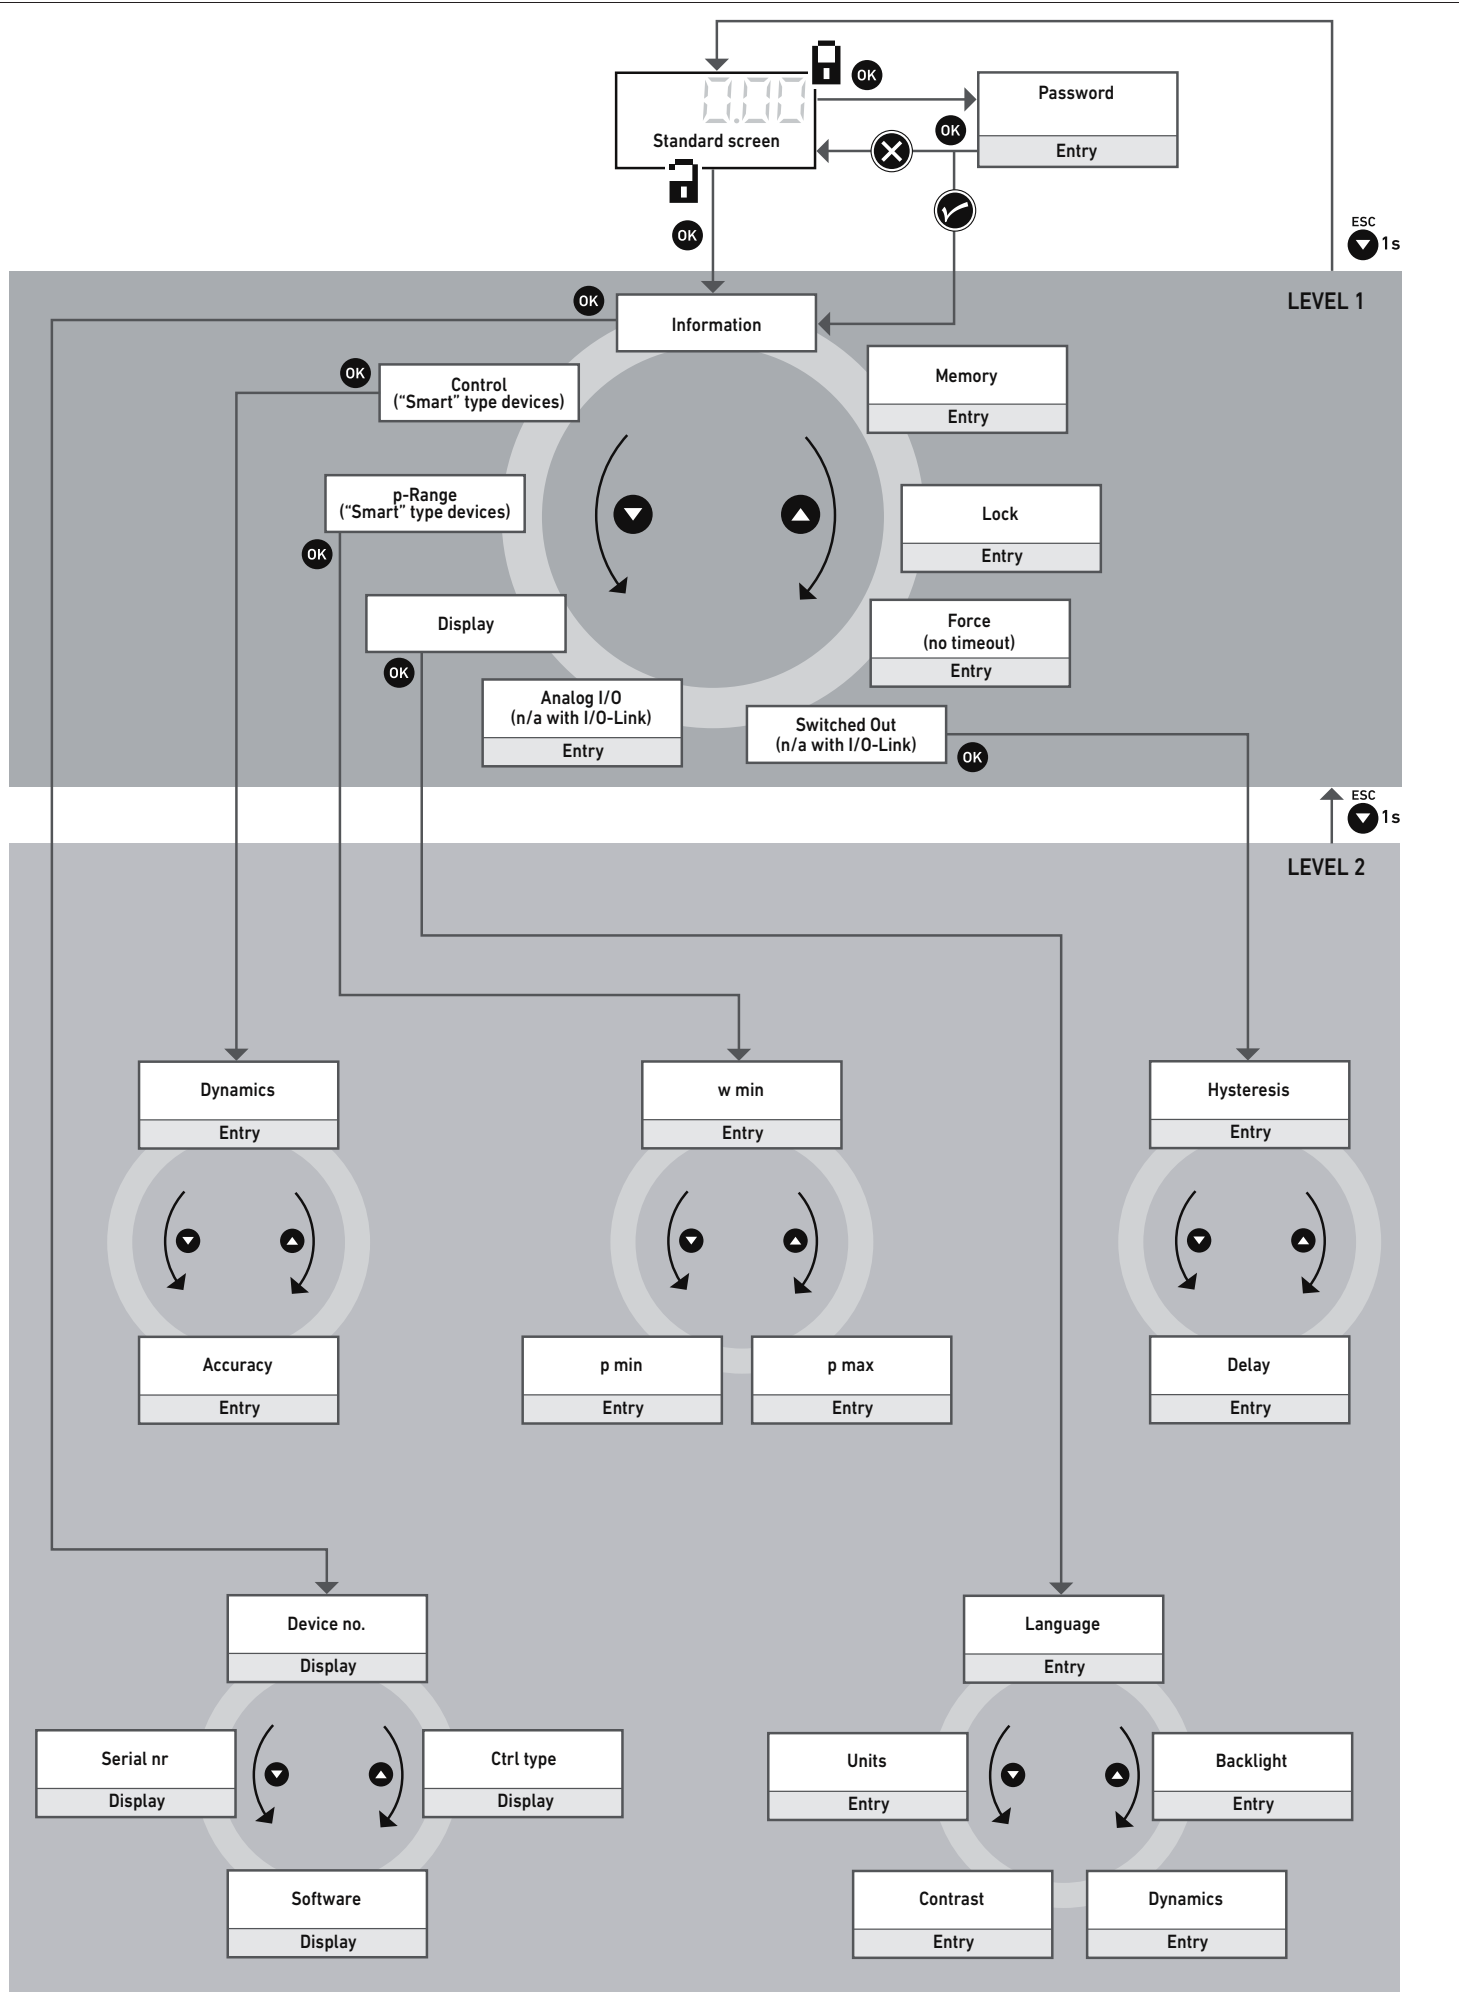 0.00
OK
Password
Standard screen
OK
Entry
ESC
1s
OK
LEVEL 1
OK
Information
Memory
Entry
OK
Control
(“Smart” type devices)
p-Range
(“Smart” type devices)
OK
Lock
Entry
Display
OK
Force
(no timeout)
Entry
Analog I/O
(n/a with I/O-Link)
Entry
Switched Out
(n/a with I/O-Link)
OK
ESC
1s
LEVEL 2
Dynamics
Entry
w min
Entry
Hysteresis
Entry
Accuracy
Entry
p min
Entry
p max
Entry
Delay
Entry
Device no.
Display
Language
Entry
Serial nr
Display
Ctrl type
Display
Units
Entry
Backlight
Entry
Software
Display
Contrast
Entry
Dynamics
Entry